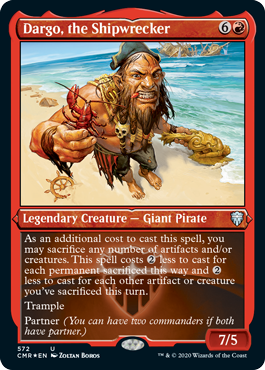 Dargo, the Shipwrecker 6
Legendary Creature — Giant Pirate
As an additional cost to cast this spell, you
may sacrifice any number of artifacts and/or
creatures. This spell costs 2 less to cast
for each permanent sacrificed this way and 2
less to cast for each other artifact or creature
you've sacrificed this turn.
Trample
Partner (You can have two commanders if both
have partner.)
7/5
572 U
CMR EN ZOLTAN BOROS
™ & © 2020 Wizards of the Coast